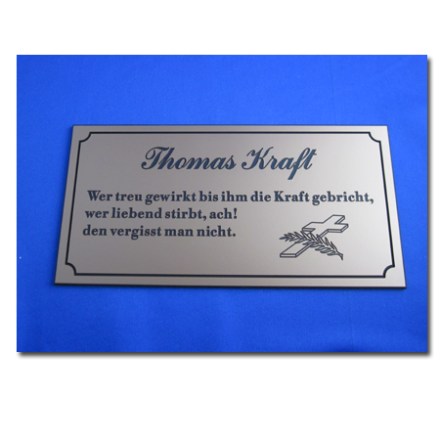 Thomas Kraft
Wer treu gewirkt bis ihm die Kraft gebricht,
wer liebend stirbt, ach!
den vergisst man nicht.